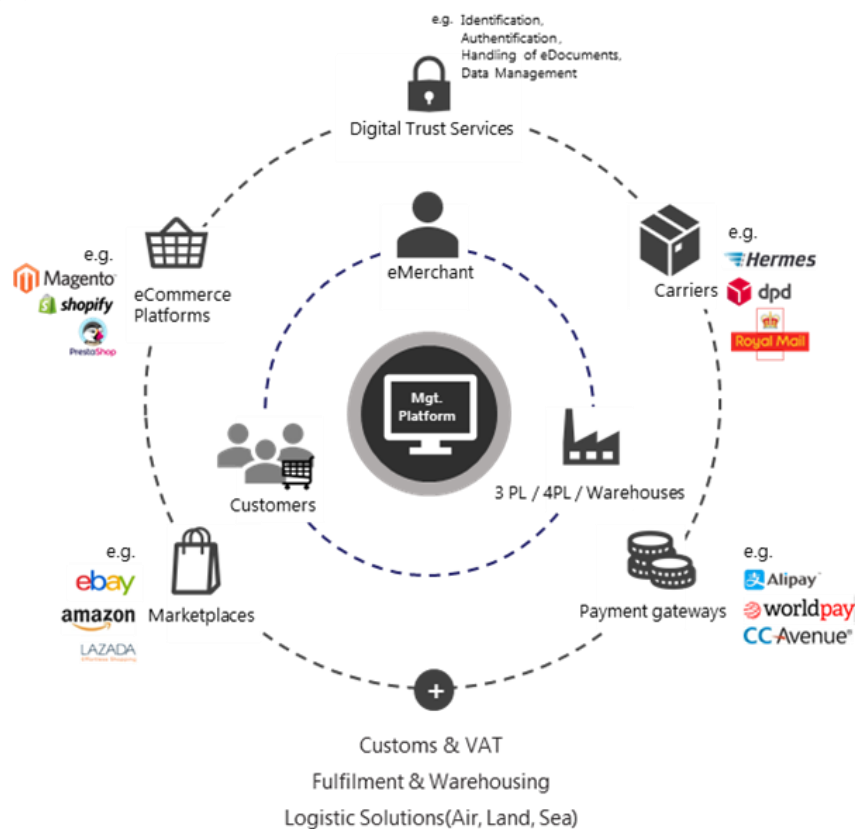 e.g. Identification,
Authentification,
Handling of eDocuments,
Data Management
Digital Trust Services
eMerchant
e.g.
Magento
shopify
PrestaShop
eCommerce
Platforms
Carriers
e.g.
Hermes
dpd
Royal Mail
Mgt.
Platform
Customers
3 PL / 4PL / Warehouses
e.g.
ebay
amazon
LAZADA
Effortless Shopping
Marketplaces
Payment gateways
e.g.
Alipay
worldpay
CCAvenue®
+
Customs & VAT
Fulfilment & Warehousing
Logistic Solutions(Air, Land, Sea)